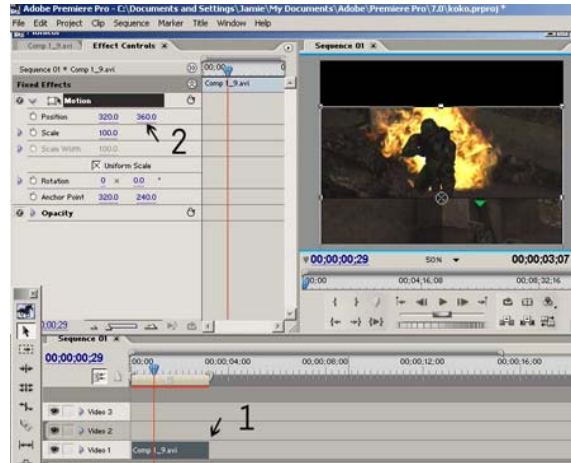 Adobe Premiere Pro - C:\Documents and Settings\Jamie\My Documents\Adobe\Premiere Pro\7.0\koko.prproj *
File Edit Project Clip Sequence Marker Title Window Help
Monitor
Comp 1_9.avi Effect Controls × Sequence 01 ×
Sequence 01 * Comp 1_9.avi 00;00 0
Fixed Effects Comp 1_9.avi
Motion
Position 320.0 360.0
2
Scale 100.0
Scale Width 100.0
Uniform Scale
Rotation 0 × 0.0 °
Anchor Point 320.0 240.0
Opacity
00;00;00;29 50% 00;00;03;07
00;00 00;04;16;08 00;08;32;16
00;29
Sequence 01 ×
00;00;00;29 00;00 00;00;04;00 00;00;08;00 00;00;12;00 00;00;16;00
Video 3
1
Video 2
Video 1 Comp 1_9.avi